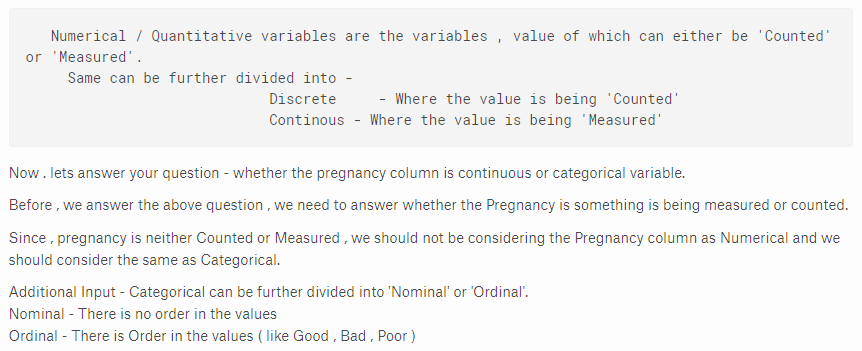 Numerical / Quantitative variables are the variables , value of which can either be 'Counted'
or 'Measured'.
Same can be further divided into -
Discrete - Where the value is being 'Counted'
Continous - Where the value is being 'Measured'
Now . lets answer your question - whether the pregnancy column is continuous or categorical variable.
Before , we answer the above question , we need to answer whether the Pregnancy is something is being measured or counted.
Since , pregnancy is neither Counted or Measured , we should not be considering the Pregnancy column as Numerical and we
should consider the same as Categorical.
Additional Input - Categorical can be further divided into 'Nominal' or 'Ordinal'.
Nominal - There is no order in the values
Ordinal - There is Order in the values ( like Good , Bad , Poor )